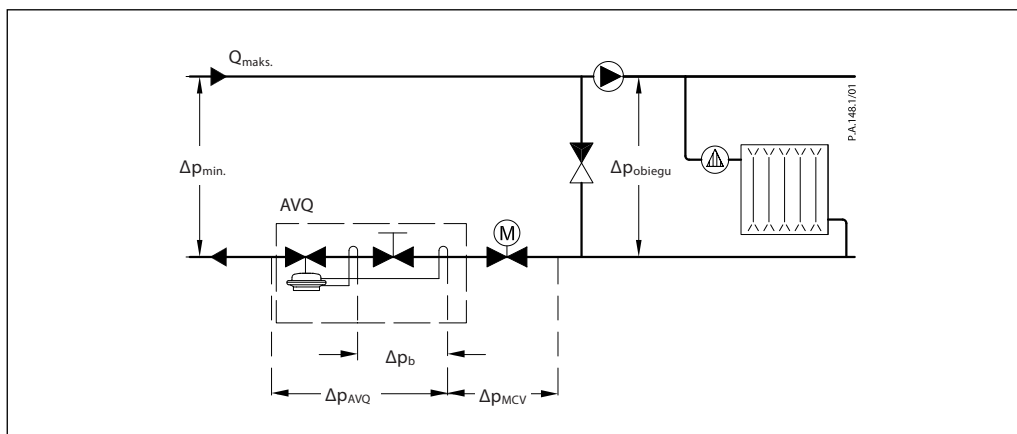 Qmaks.
P.A.148.1/01
Δpmin.
Δpobiegu
AVQ
M
Δpb
ΔpAVQ
ΔpMCV